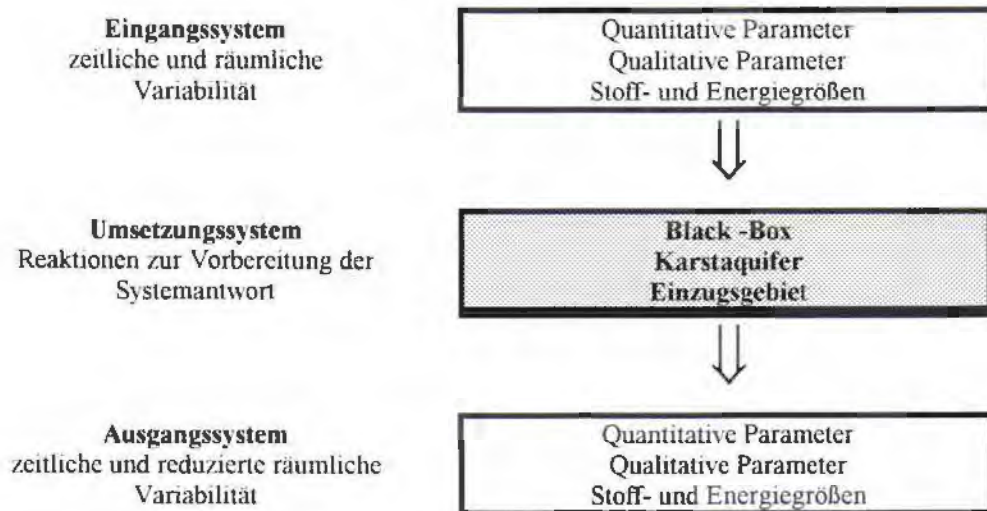 Eingangssystem
zeitliche und räumliche
Variabilität
Quantitative Parameter
Qualitative Parameter
Stoff- und Energiegrößen
Umsetzungssystem
Reaktionen zur Vorbereitung der
Systemantwort
Black -Box
Karstaquifer
Einzugsgebiet
Ausgangssystem
zeitliche und reduzierte räumliche
Variabilität
Quantitative Parameter
Qualitative Parameter
Stoff- und Energiegrößen